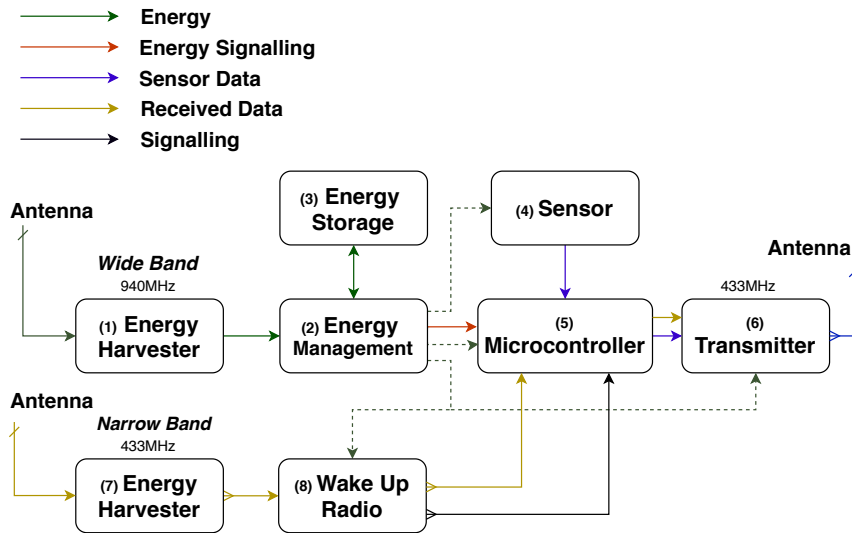 Energy
Energy Signalling
Sensor Data
Received Data
Signalling
Antenna
Wide Band
940MHz
(1) Energy
Harvester
(2) Energy
Management
(3) Energy
Storage
(4) Sensor
(5)
Microcontroller
433MHz
(6)
Transmitter
Antenna
Antenna
Narrow Band
433MHz
(7) Energy
Harvester
(8) Wake Up
Radio